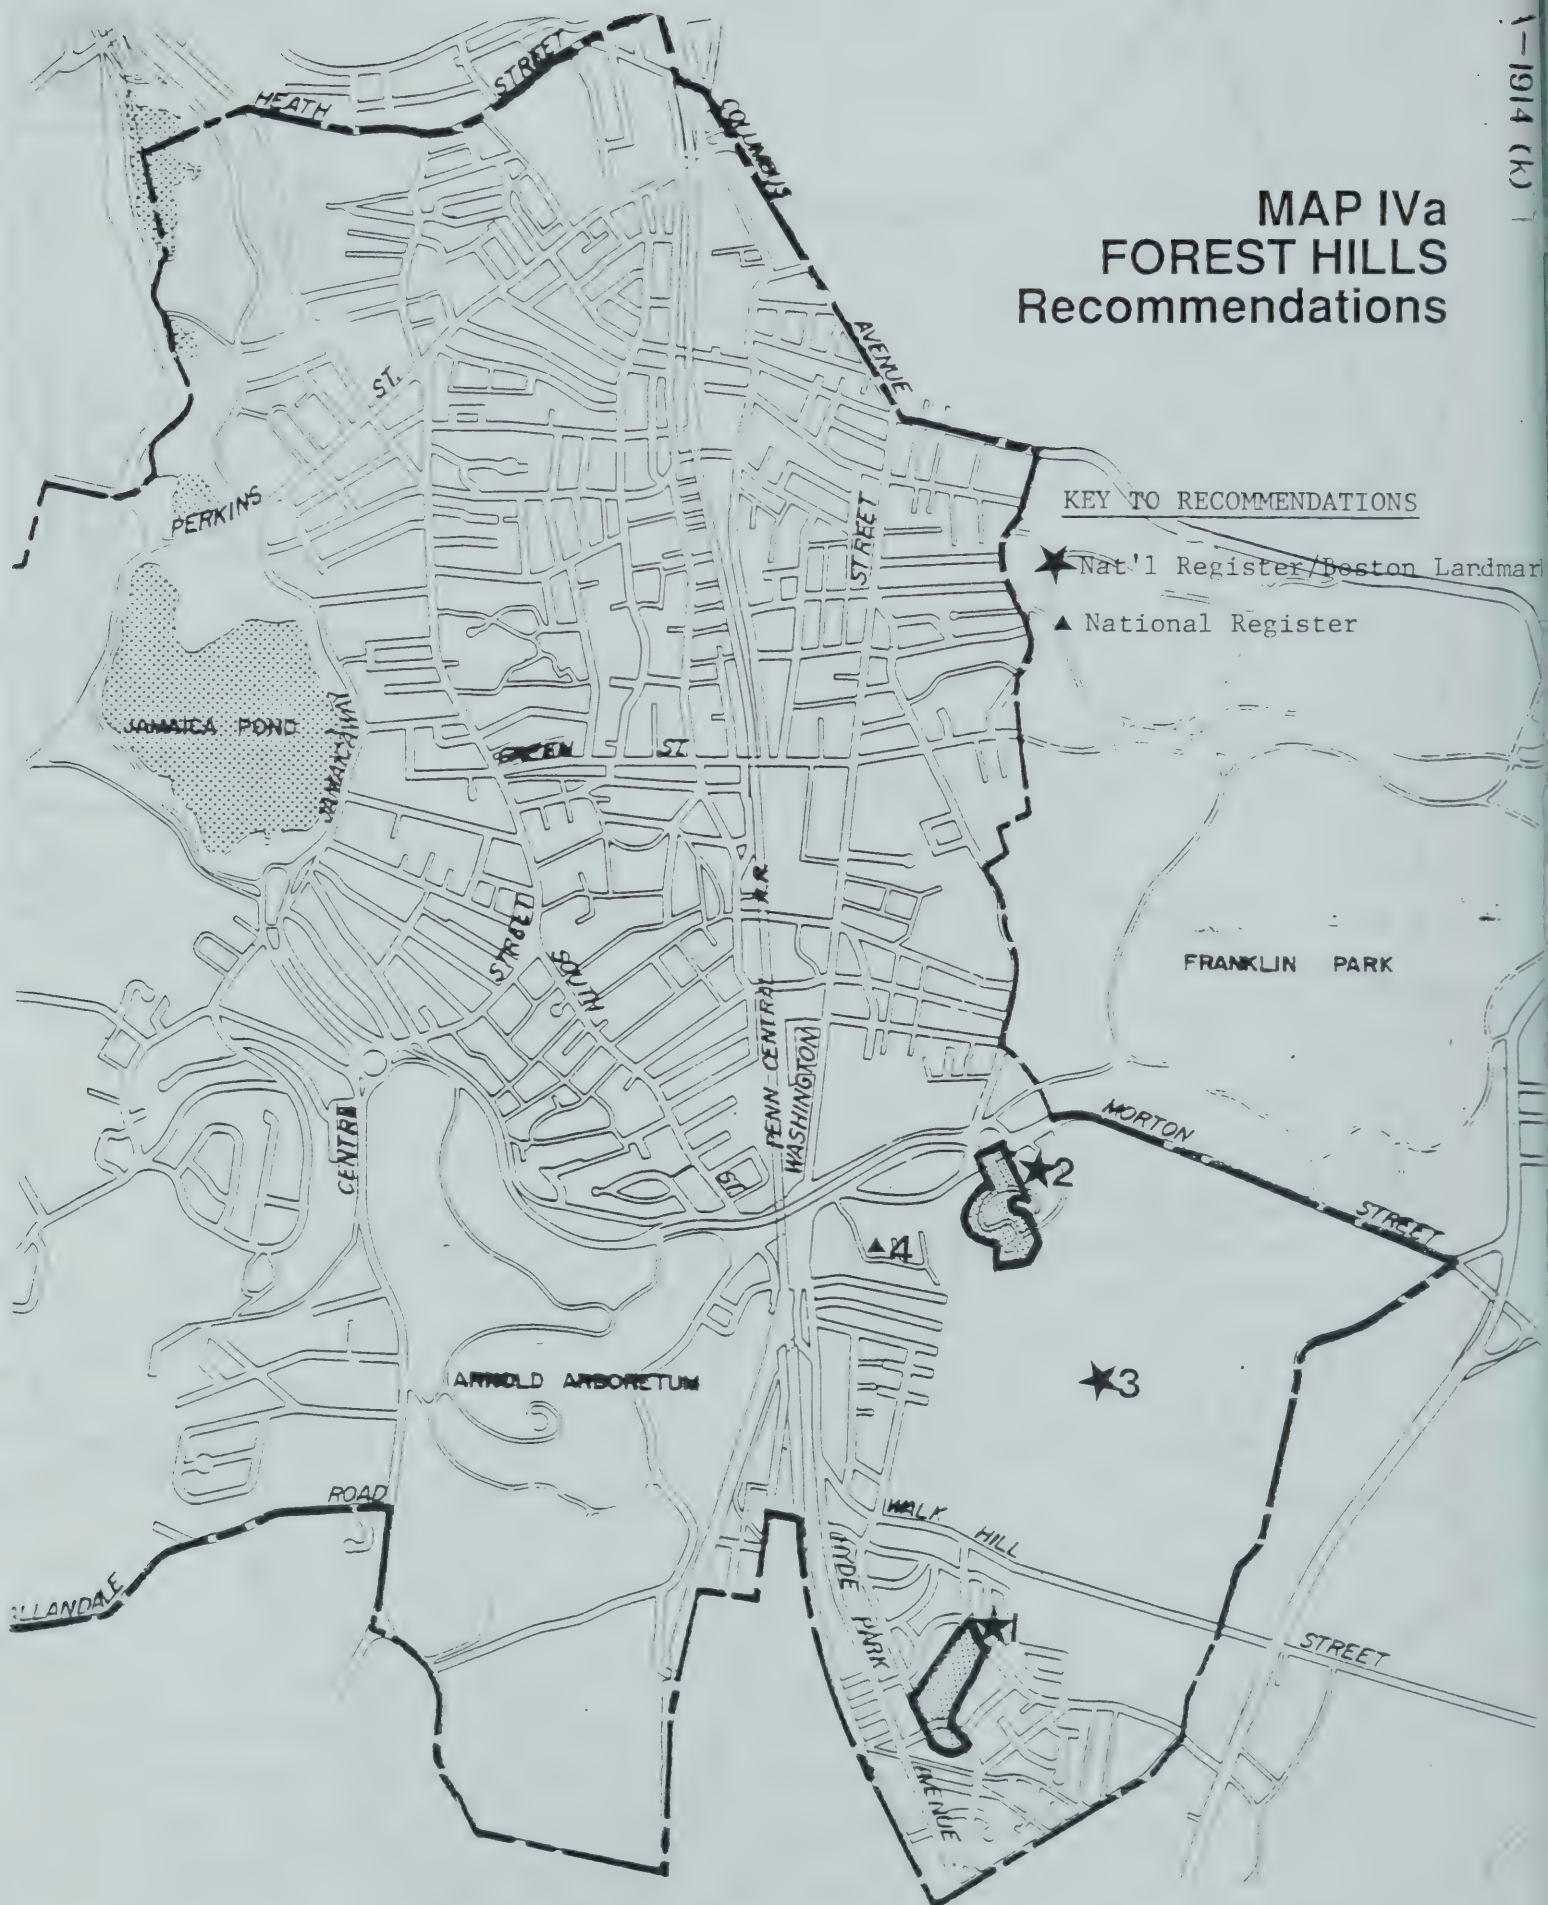 1-1914 (k)
MAP IVa
FOREST HILLS
Recommendations
KEY TO RECOMMENDATIONS
★ Nat'l Register/Boston Landmar
▲ National Register
HEATH
STREET
COLUMBUS
AVENUE
ST.
PERKINS
STREET
JAMAICA POND
JAMAICAWAY
GREEN
ST.
R.R.
STREET
SOUTH
FRANKLIN PARK
PENN-CENTRAL
WASHINGTON
CENTRE
ST.
MORTON
STREET
★2
▲4
★3
ARNOLD ARBORETUM
ROAD
WALK
HILL
HYDE
PARK
★1
STREET
AVENUE